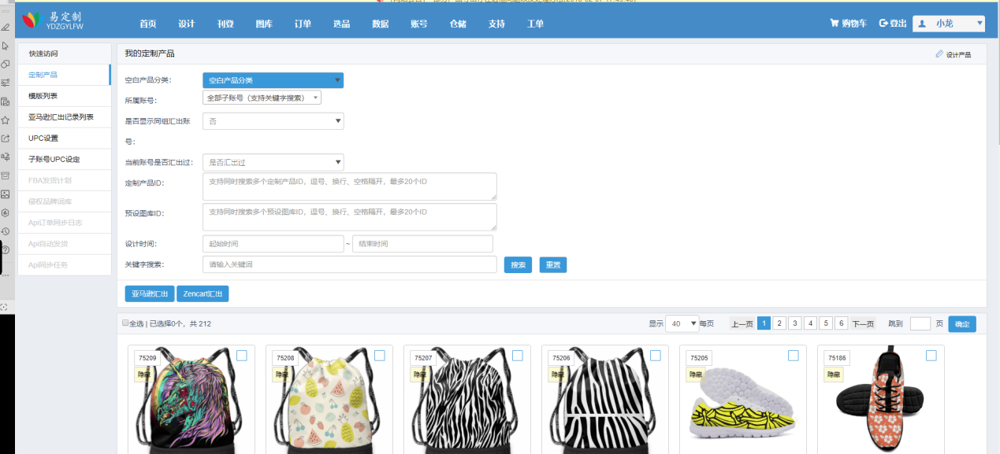 易定制
YDZGYLFW
首页 设计 刊登 图库 订单 选品 数据 账号 仓储 支持 工单
购物车 登出 小龙
快速访问
定制产品
模版列表
亚马逊汇出记录列表
UPC设置
子账号UPC设定
FBA发货计划
侵权品牌词库
Api订单同步日志
Api自动发货
Api同步任务
我的定制产品 设计产品
空白产品分类: 空白产品分类
所属账号: 全部子账号（支持关键字搜索）
是否显示同组汇出账 否
号:
当前账号是否汇出过: 是否汇出过
定制产品ID: 支持同时搜索多个定制产品ID，逗号、换行、空格隔开，最多20个ID
预设图库ID: 支持同时搜索多个预设图库ID，逗号、换行、空格隔开，最多20个ID
设计时间: 起始时间 ~ 结束时间
关键字搜索: 请输入关键词 搜索 重置
亚马逊汇出 Zencart汇出
全选 | 已选择0个，共 212 显示 40 每页 上一页 1 2 3 4 5 6 下一页 跳到 页 确定
75209 75208 75207 75206 75205 75186
隐藏 隐藏 隐藏 隐藏 隐藏 隐藏